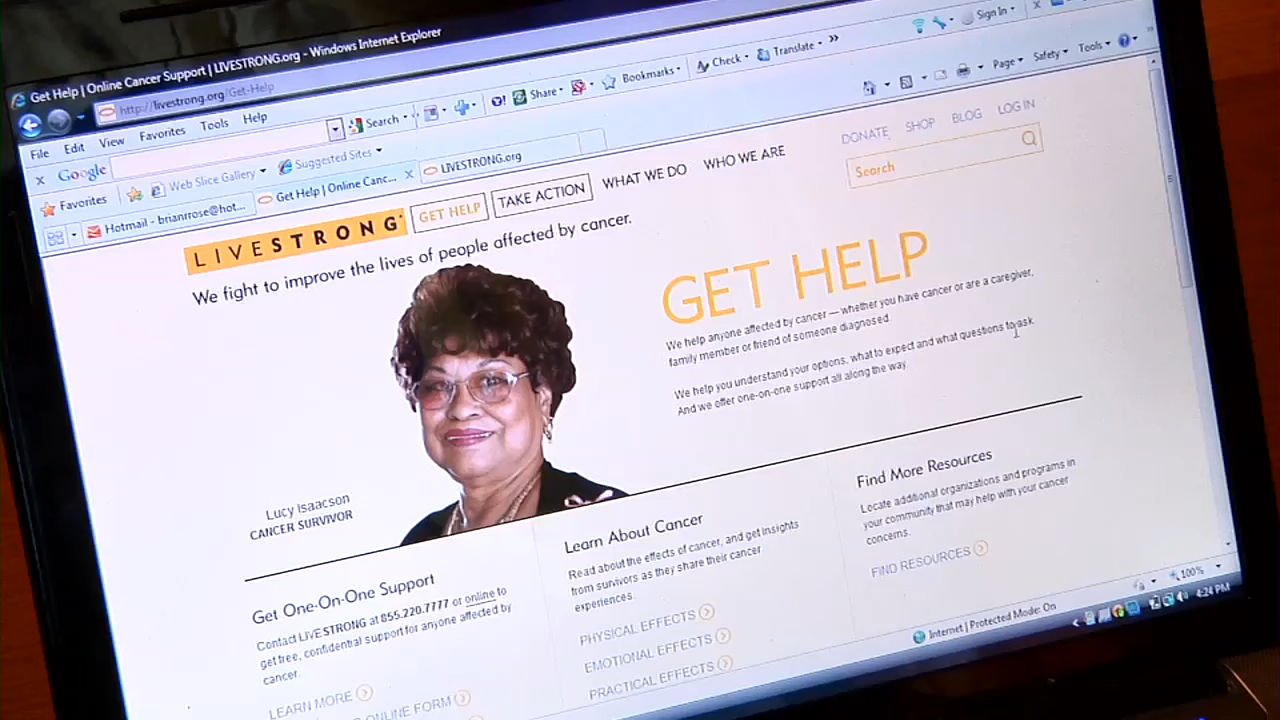 Get Help | Online Cancer Support | LIVESTRONG.org - Windows Internet Explorer
http://livestrong.org/Get-Help
File Edit View Favorites Tools Help
Google Search Share Bookmarks Check Translate Sign In
Favorites Web Slice Gallery Suggested Sites
Hotmail - brianrose@hot... Get Help | Online Canc... LIVESTRONG.org
Page Safety Tools
DONATE SHOP BLOG LOG IN
LIVESTRONG GET HELP TAKE ACTION WHAT WE DO WHO WE ARE
Search
We fight to improve the lives of people affected by cancer.
GET HELP
We help anyone affected by cancer — whether you have cancer or are a caregiver,
family member or friend of someone diagnosed.
We help you understand your options, what to expect and what questions to ask.
And we offer one-on-one support all along the way.
Lucy Isaacson
CANCER SURVIVOR
Get One-On-One Support
Contact LIVESTRONG at 855.220.7777 or online to
get free, confidential support for anyone affected by
cancer.
LEARN MORE
ONLINE FORM
Learn About Cancer
Read about the effects of cancer, and get insights
from survivors as they share their cancer
experiences.
PHYSICAL EFFECTS
EMOTIONAL EFFECTS
PRACTICAL EFFECTS
Find More Resources
Locate additional organizations and programs in
your community that may help with your cancer
concerns.
FIND RESOURCES
Internet | Protected Mode: On
100%
4:24 PM